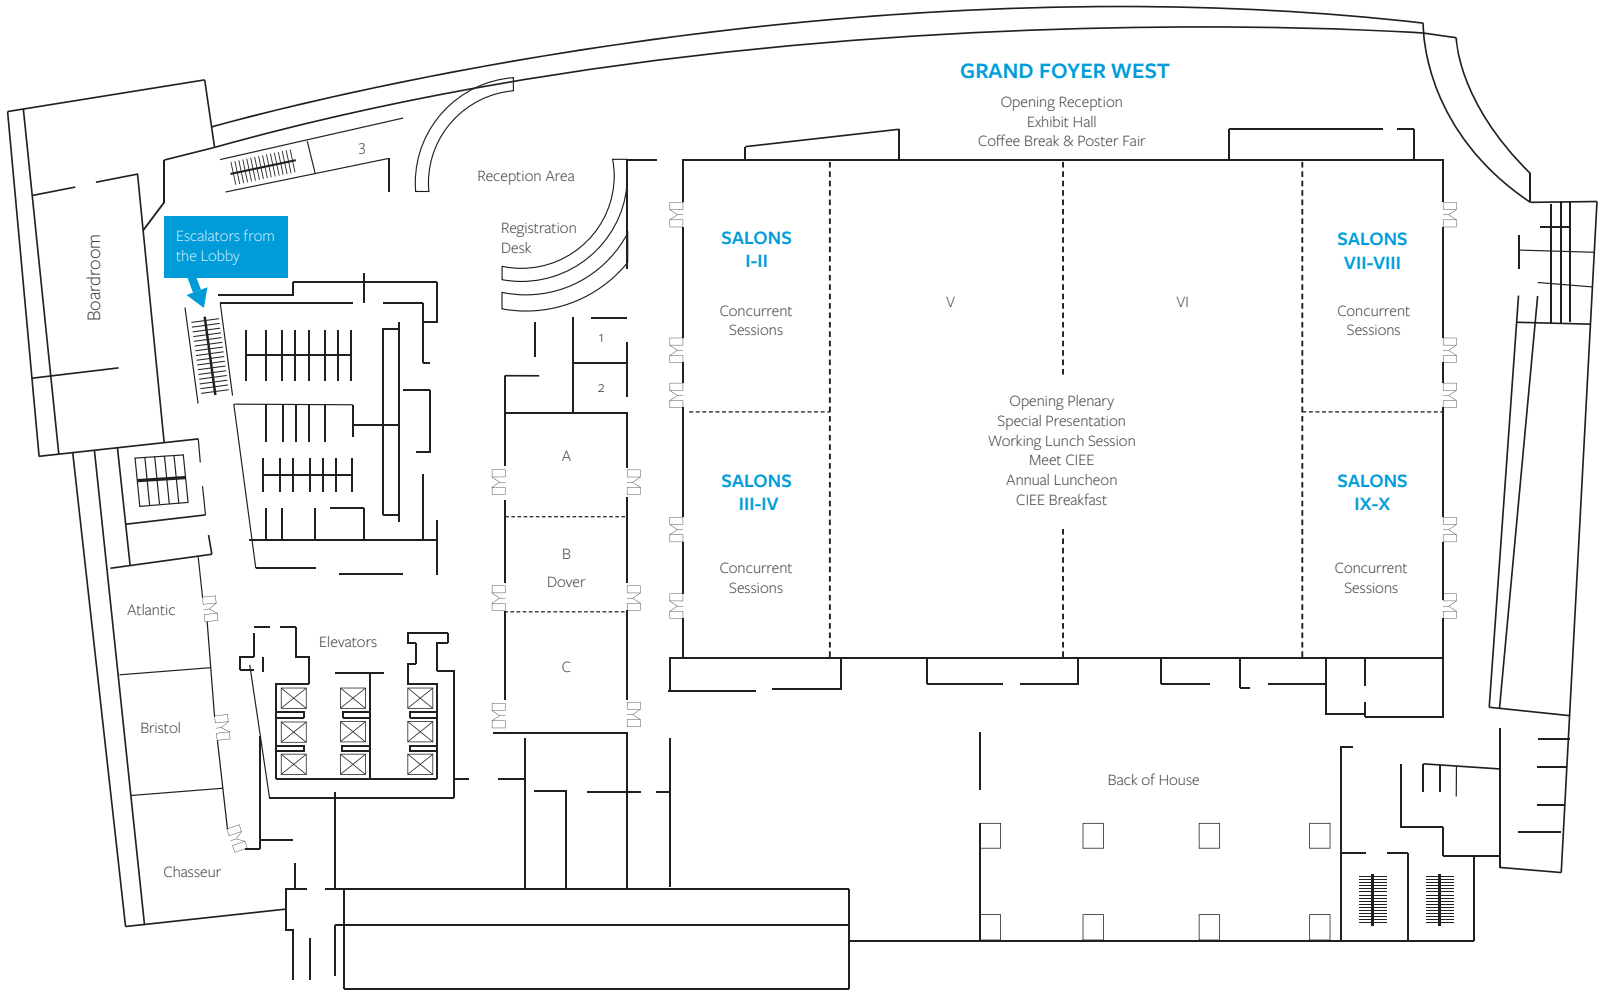 GRAND FOYER WEST
Opening Reception
Exhibit Hall
Coffee Break & Poster Fair
3
Reception Area
Registration
Desk
Escalators from
the Lobby
Boardroom
SALONS
I-II
Concurrent
Sessions
V
VI
SALONS
VII-VIII
Concurrent
Sessions
1
2
Opening Plenary
Special Presentation
Working Lunch Session
Meet CIEE
Annual Luncheon
CIEE Breakfast
A
B
Dover
C
SALONS
III-IV
Concurrent
Sessions
SALONS
IX-X
Concurrent
Sessions
Atlantic
Elevators
Bristol
Chasseur
Back of House